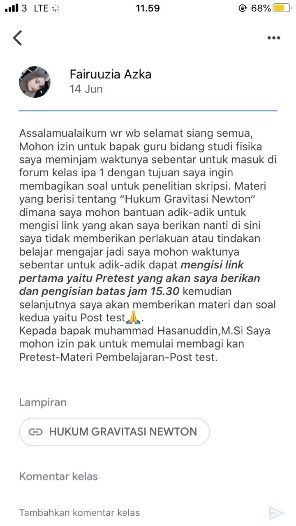 3 LTE
11.59
68%
Fairuuzia Azka
14 Jun
Assalamualaikum wr wb selamat siang semua,
Mohon izin untuk bapak guru bidang studi fisika
saya meminjam waktunya sebentar untuk masuk di
forum kelas ipa 1 dengan tujuan saya ingin
membagikan soal untuk penelitian skripsi. Materi
yang berisi tentang "Hukum Gravitasi Newton"
dimana saya mohon bantuan adik-adik untuk
mengisi link yang akan saya berikan nanti di sini
saya tidak memberikan perlakuan atau tindakan
belajar mengajar jadi saya mohon waktunya
sebentar untuk adik-adik dapat mengisi link
pertama yaitu Pretest yang akan saya berikan
dan pengisian batas jam 15.30 kemudian
selanjutnya saya akan memberikan materi dan soal
kedua yaitu Post test🙏.
Kepada bapak muhammad Hasanuddin,M.Si Saya
mohon izin pak untuk memulai membagi kan
Pretest-Materi Pembelajaran-Post test.
Lampiran
HUKUM GRAVITASI NEWTON
Komentar kelas
Tambahkan komentar kelas